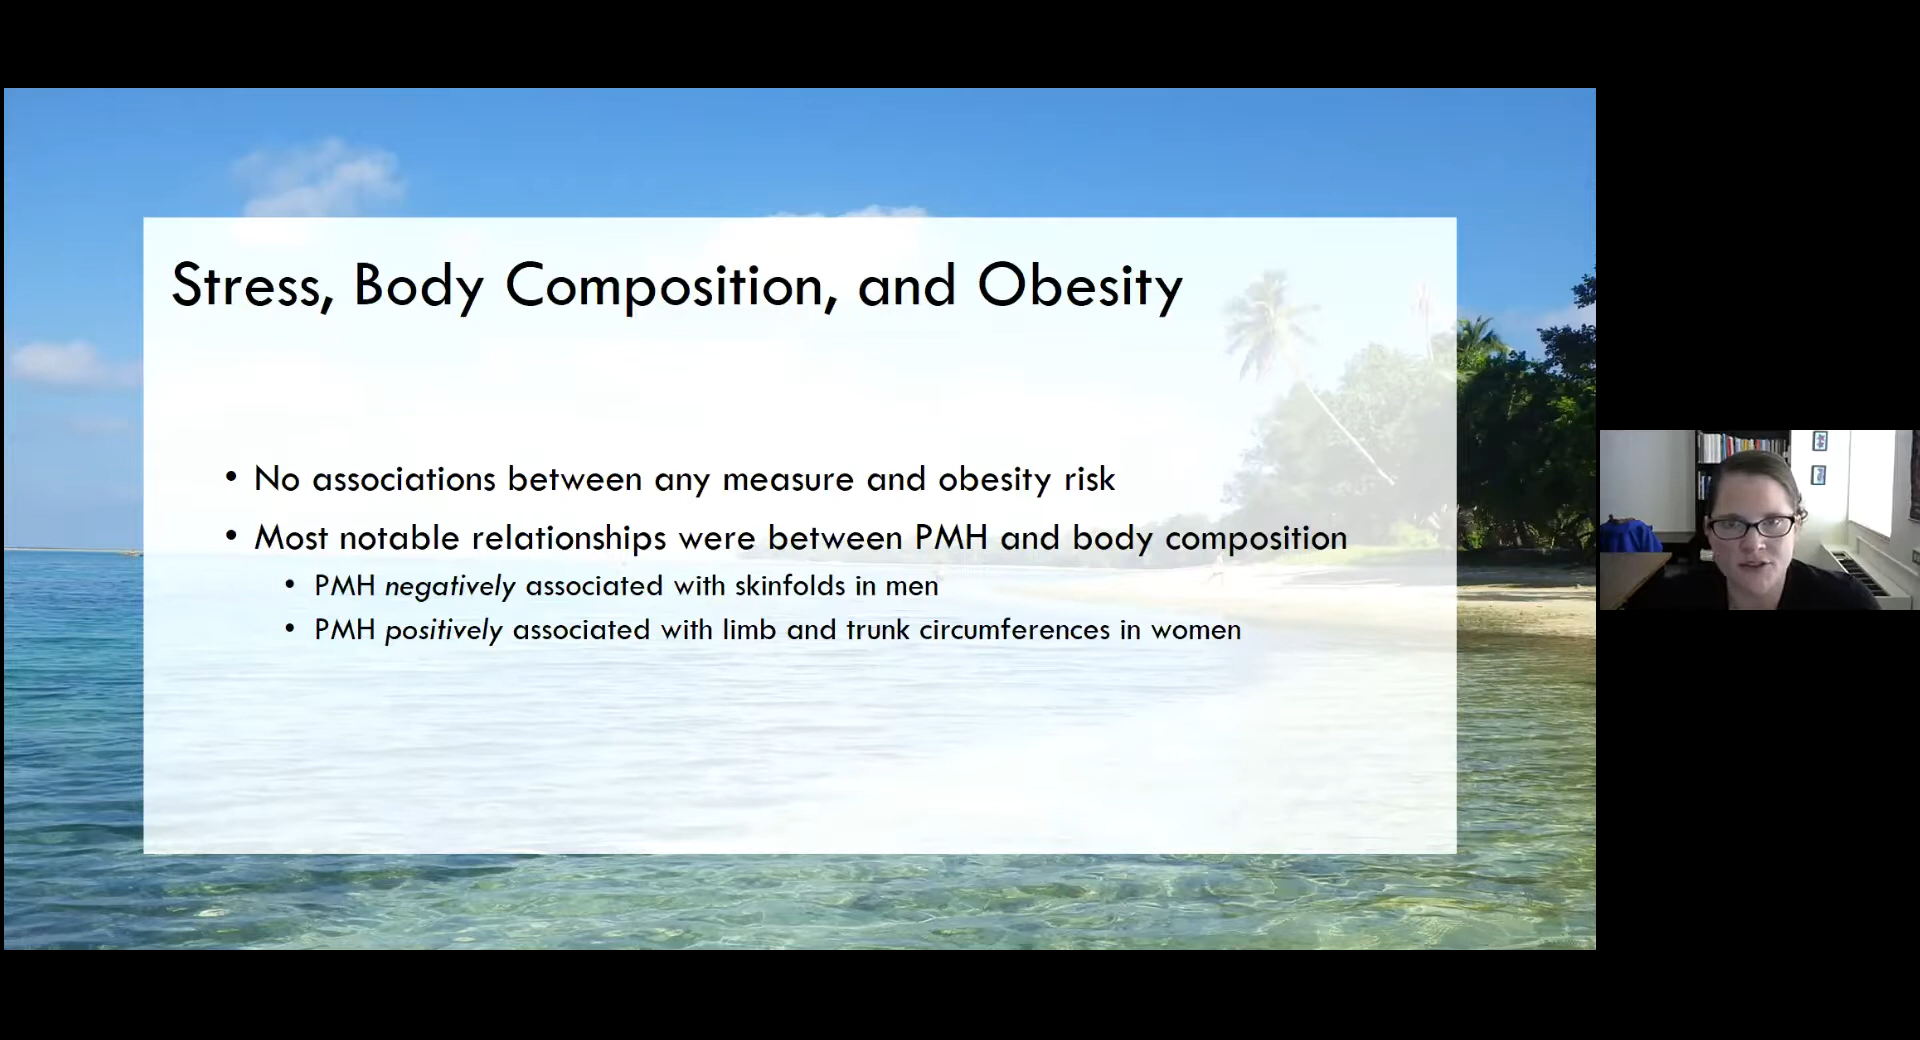 Stress, Body Composition, and Obesity
• No associations between any measure and obesity risk
• Most notable relationships were between PMH and body composition
• PMH negatively associated with skinfolds in men
• PMH positively associated with limb and trunk circumferences in women